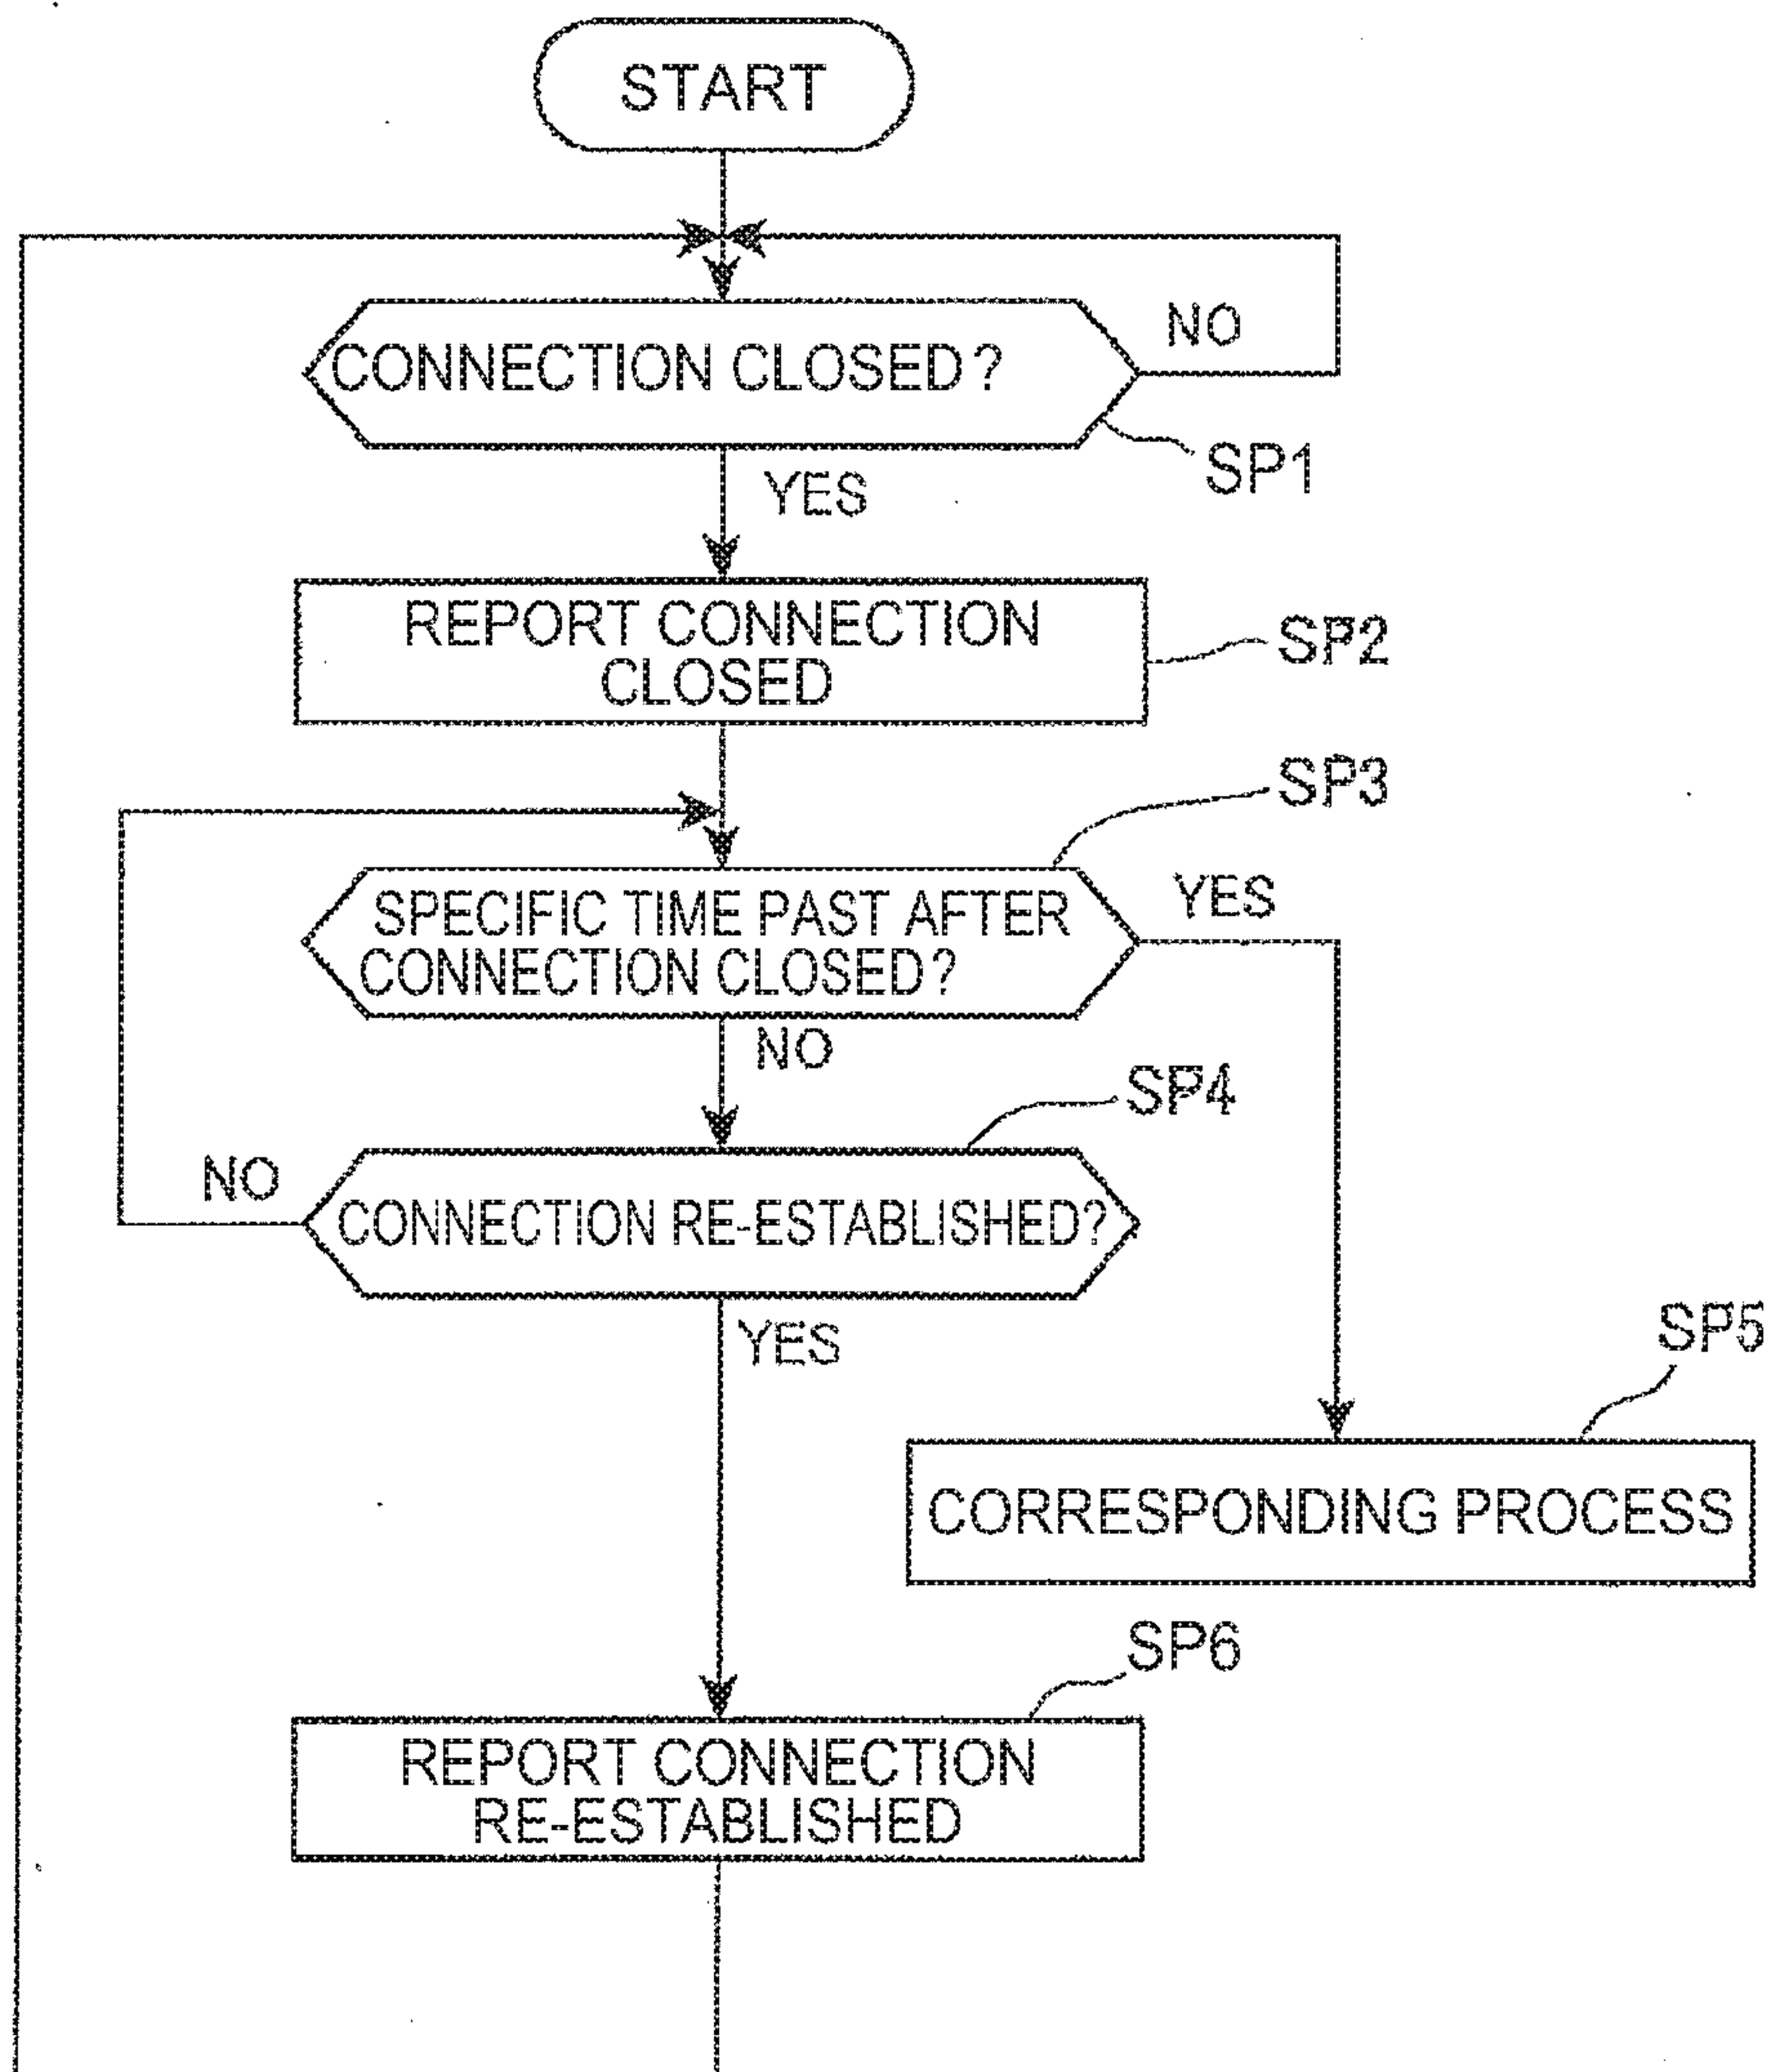 START
NO
CONNECTION CLOSED?
SP1
YES
REPORT CONNECTION
CLOSED
SP2
SP3
SPECIFIC TIME PAST AFTER
CONNECTION CLOSED?
YES
NO
SP4
NO
CONNECTION RE-ESTABLISHED?
YES
SP5
CORRESPONDING PROCESS
SP6
REPORT CONNECTION
RE-ESTABLISHED